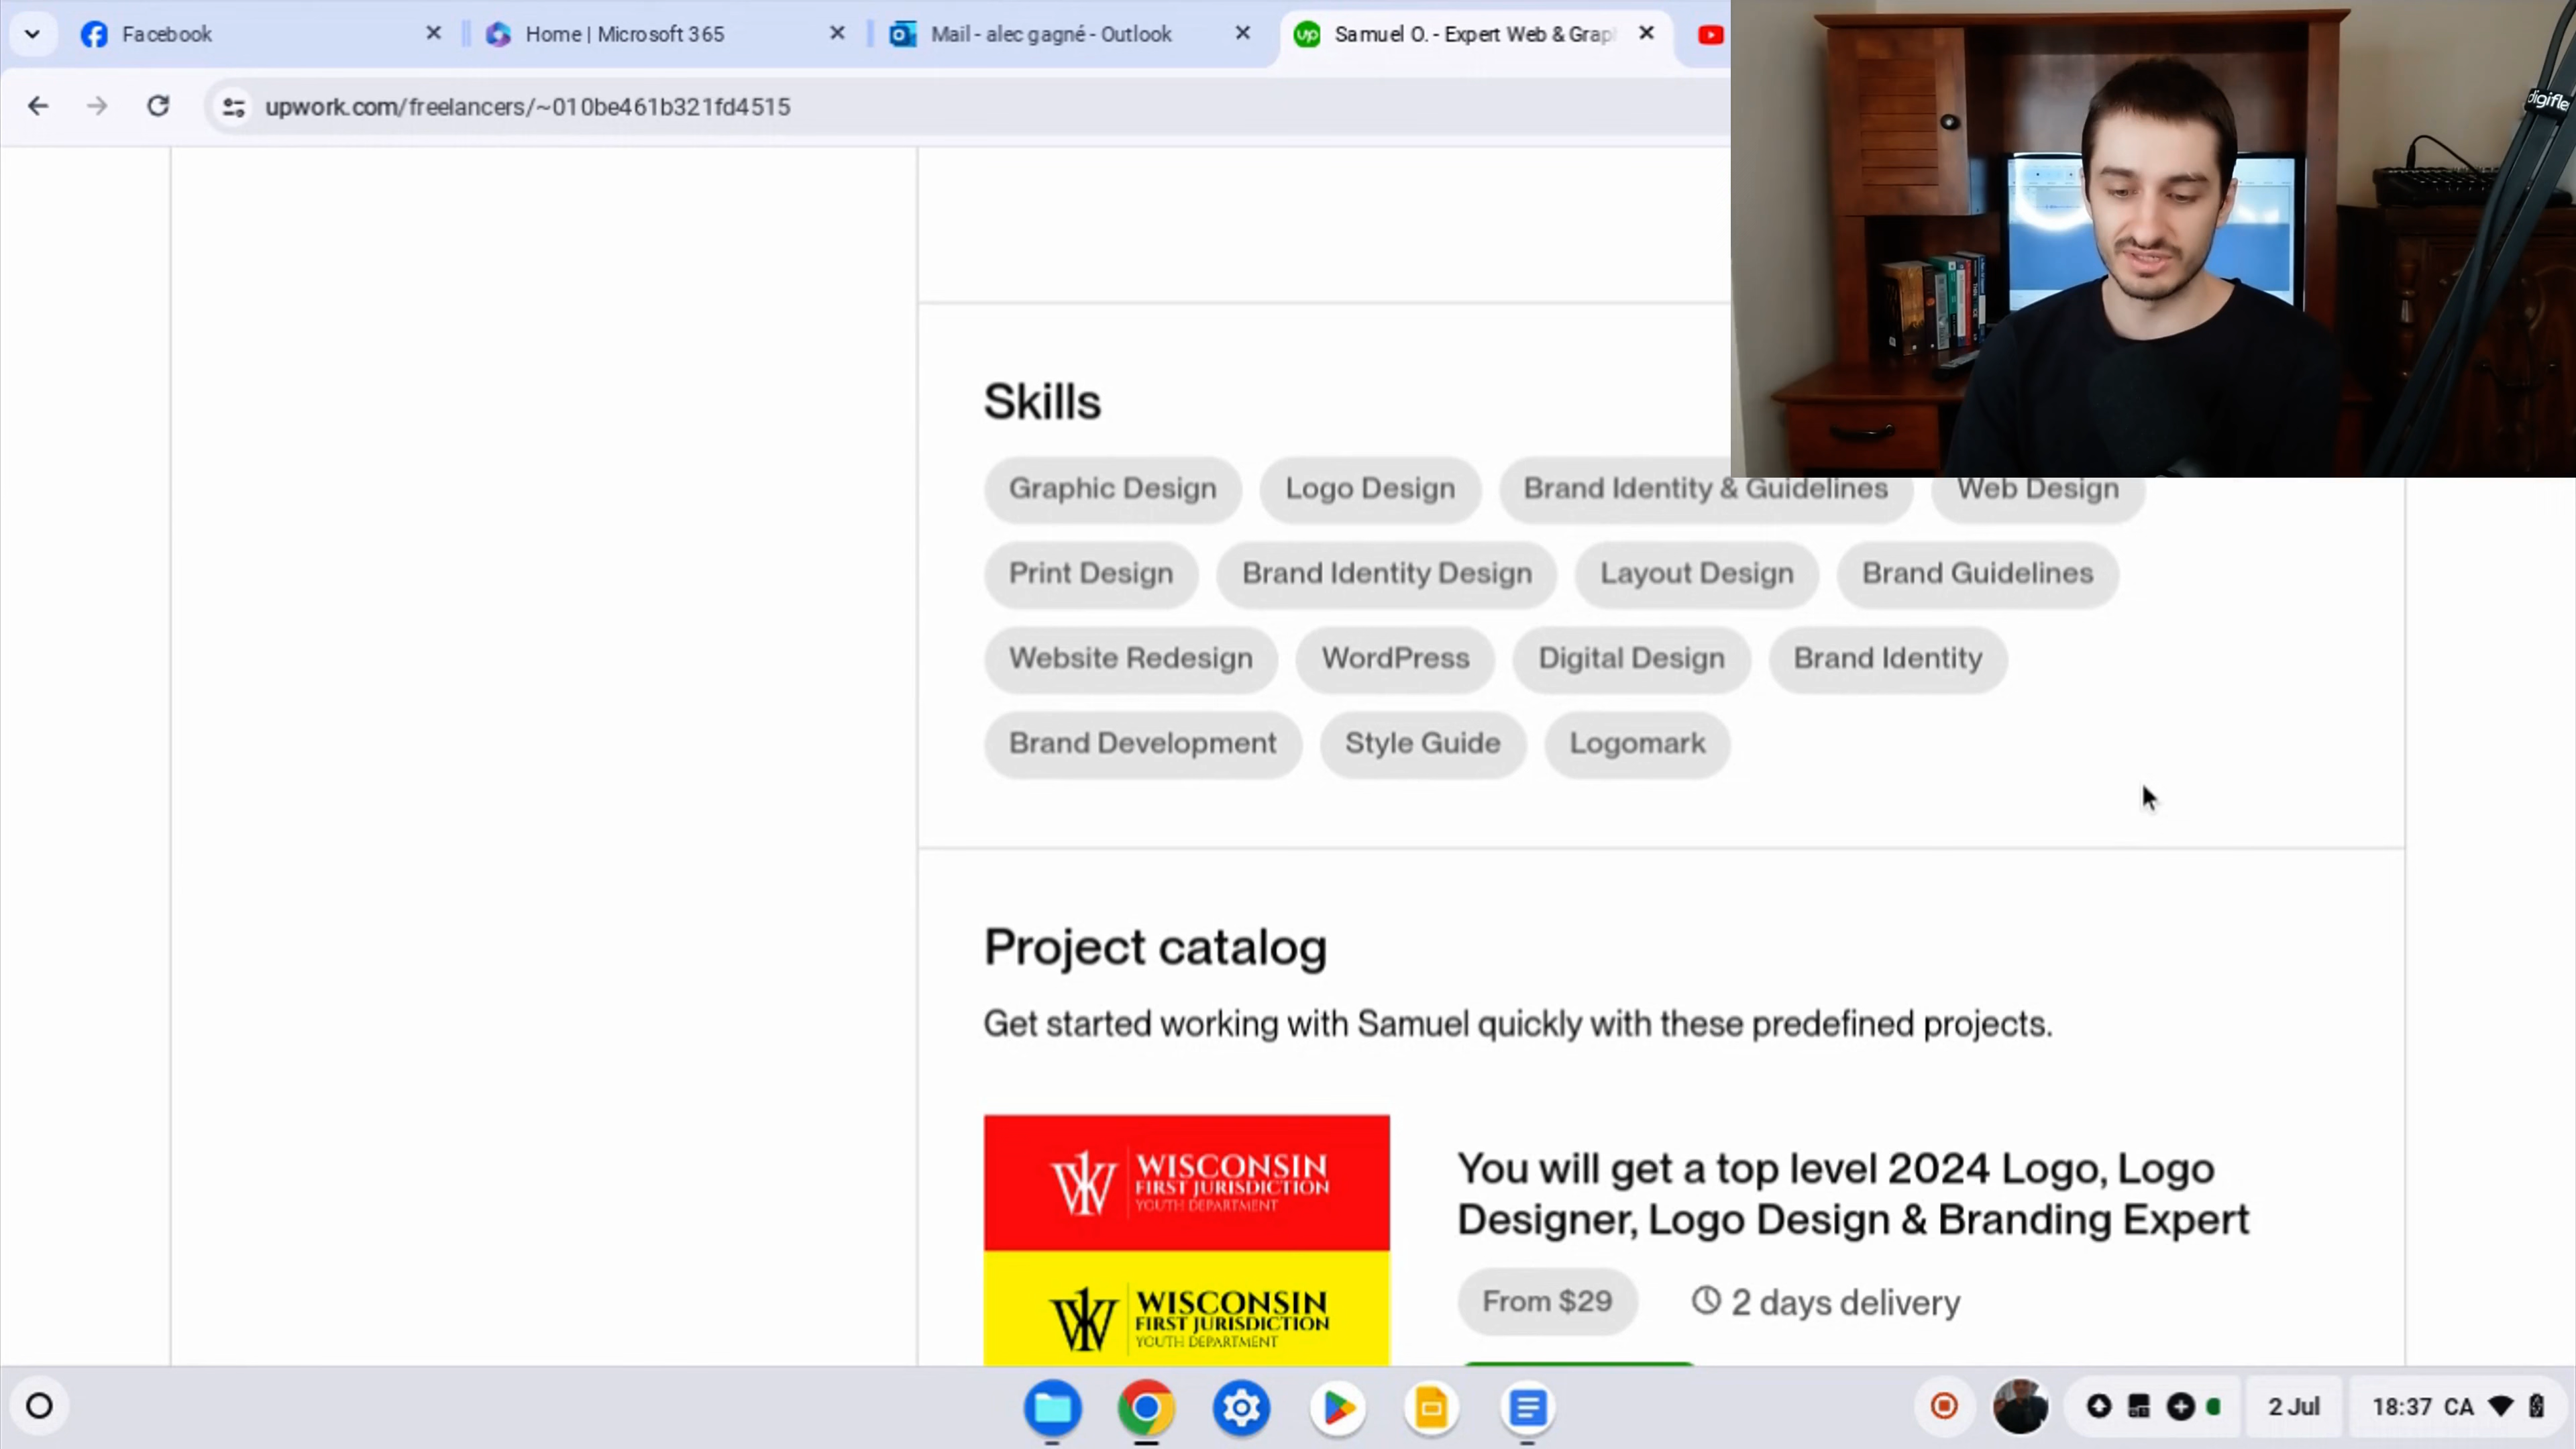 Facebook
Home | Microsoft 365
Mail - alec gagné - Outlook
Samuel O. - Expert Web & Grap
upwork.com/freelancers/~010be461b321fd4515
digifle
Skills
Graphic Design
Logo Design
Brand Identity & Guidelines
Web Design
Print Design
Brand Identity Design
Layout Design
Brand Guidelines
Website Redesign
WordPress
Digital Design
Brand Identity
Brand Development
Style Guide
Logomark
Project catalog
Get started working with Samuel quickly with these predefined projects.
WISCONSIN
FIRST JURISDICTION
YOUTH DEPARTMENT
WISCONSIN
FIRST JURISDICTION
YOUTH DEPARTMENT
You will get a top level 2024 Logo, Logo
Designer, Logo Design & Branding Expert
From $29
2 days delivery
2 Jul
18:37 CA